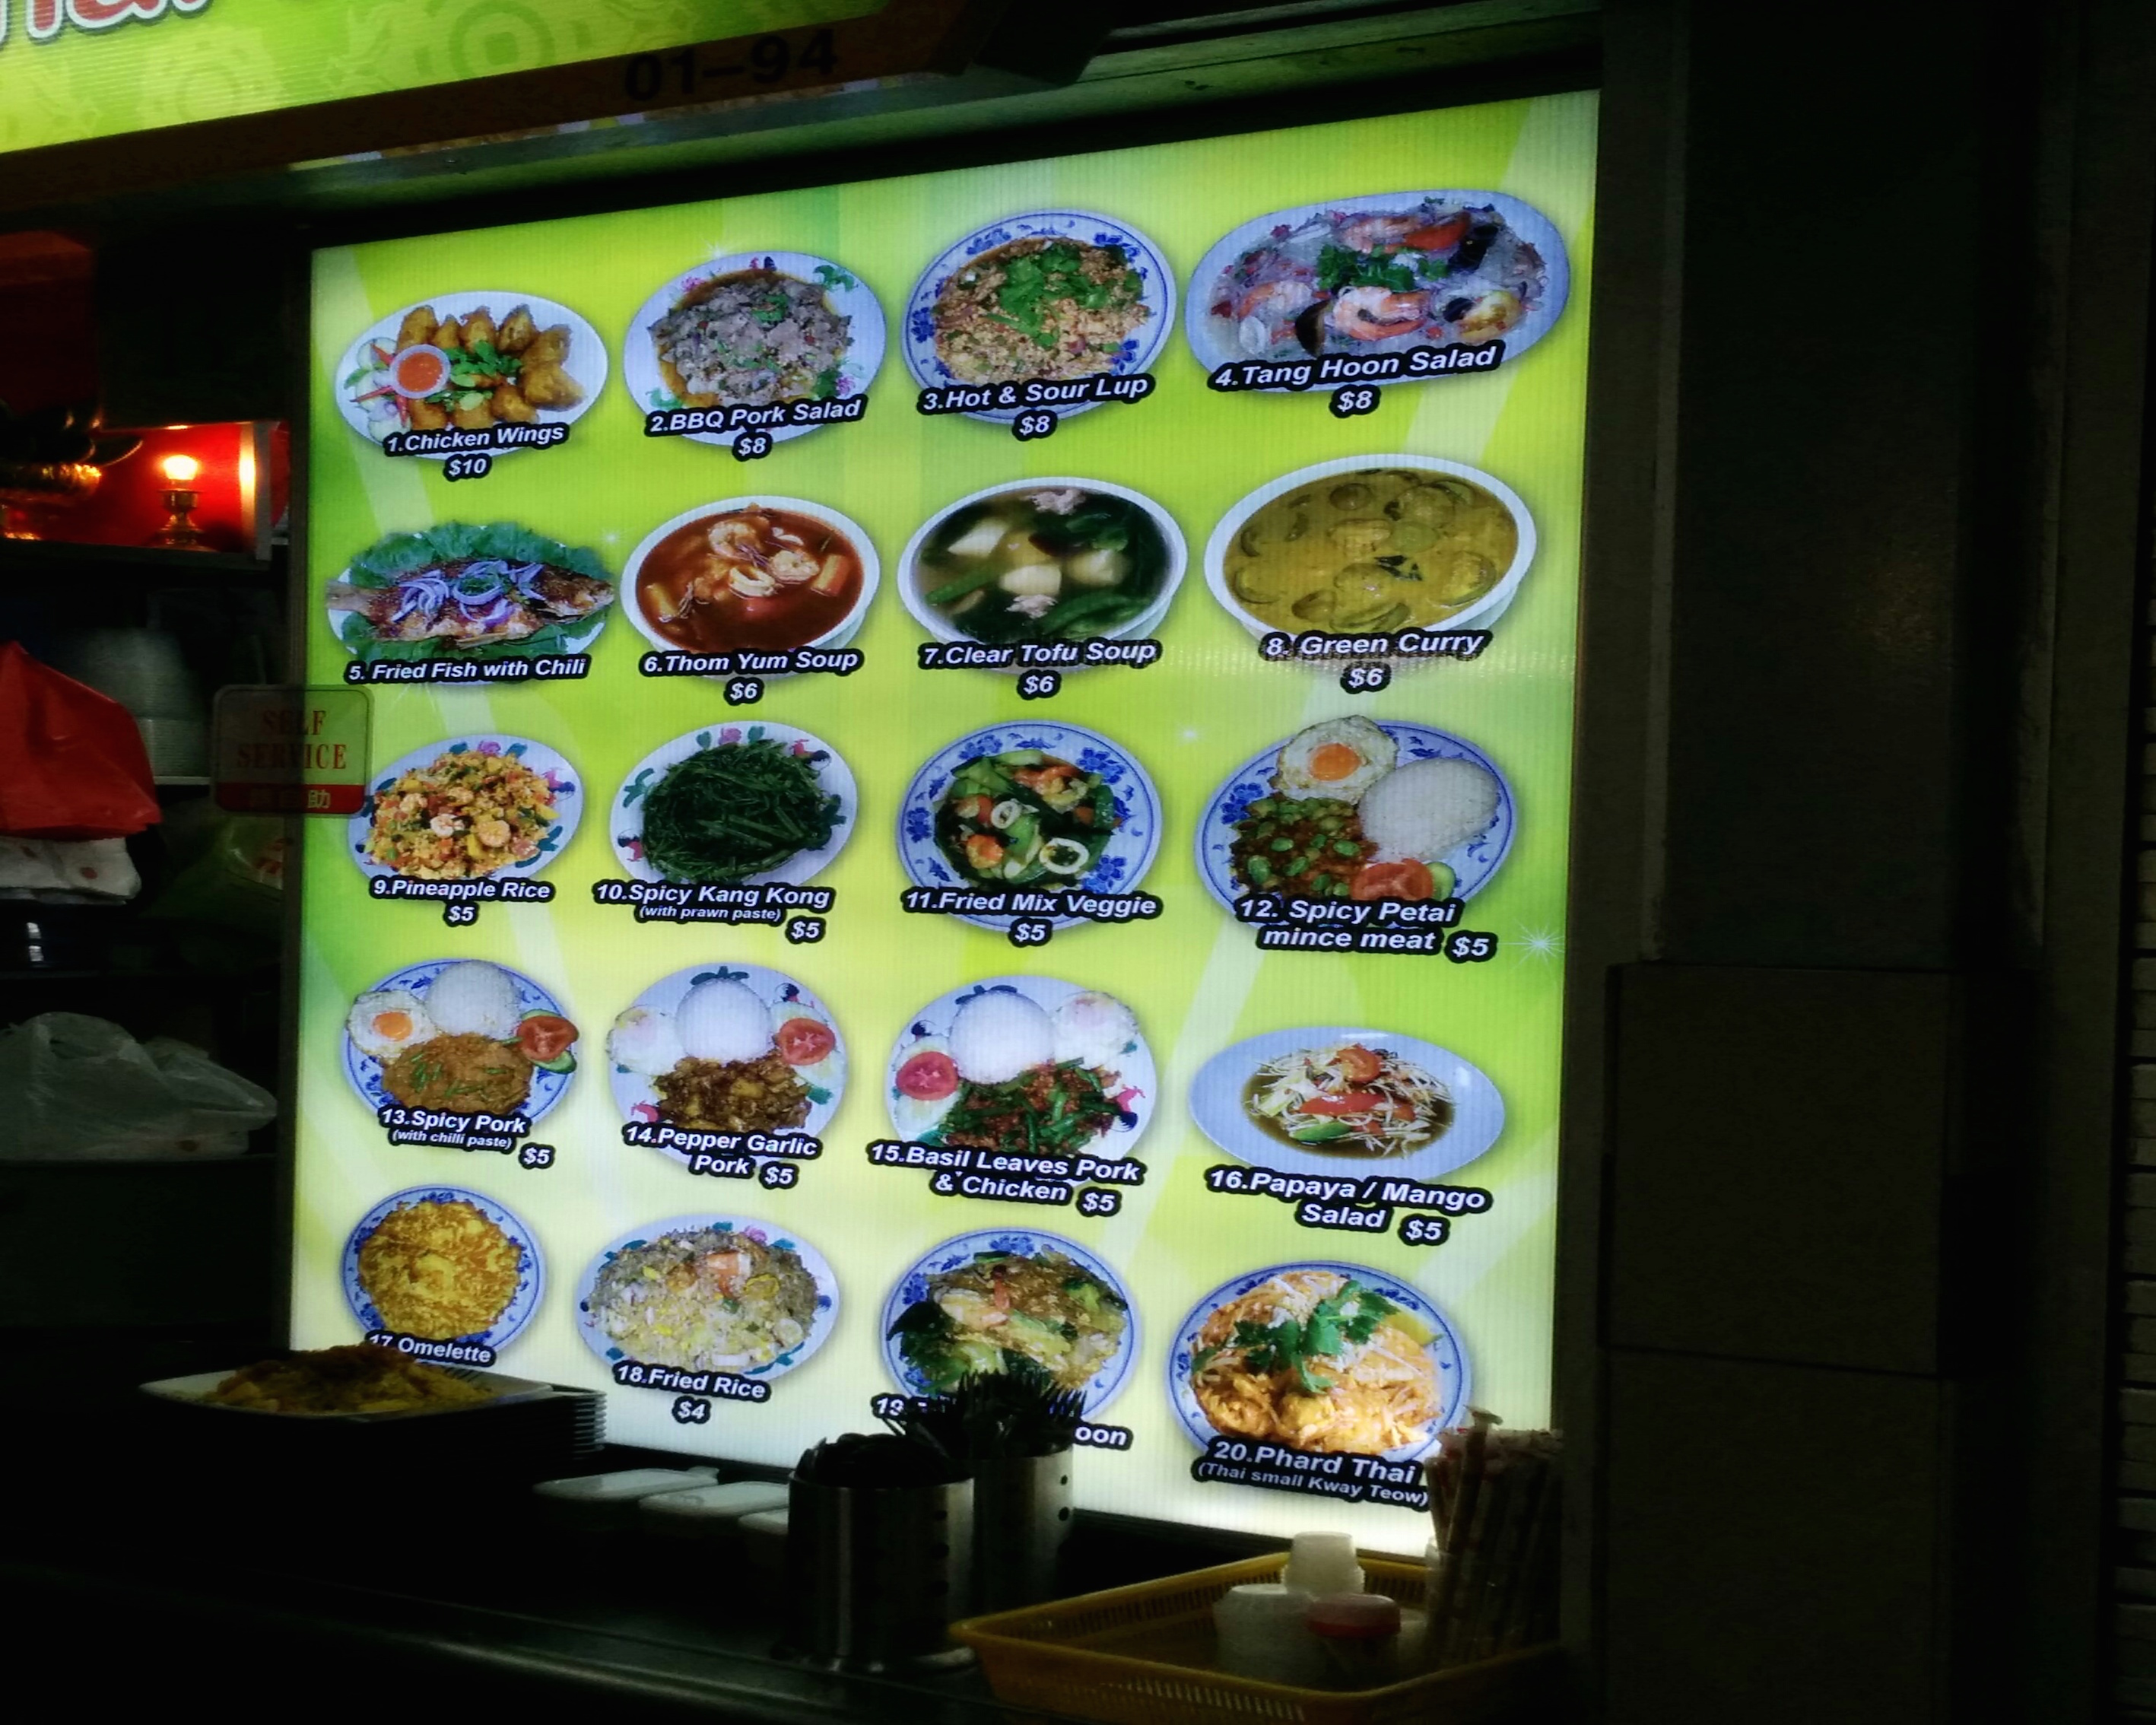 01-94
1.Chicken Wings
$10
2.BBQ Pork Salad
$8
3.Hot & Sour Lup
$8
4.Tang Hoon Salad
$8
5. Fried Fish with Chili
6.Thom Yum Soup
$6
7.Clear Tofu Soup
$6
8. Green Curry
$6
SELF
SERVICE
9.Pineapple Rice
$5
10.Spicy Kang Kong
(with prawn paste)
$5
11.Fried Mix Veggie
$5
12. Spicy Petai
mince meat $5
13.Spicy Pork
(with chilli paste)
$5
14.Pepper Garlic
Pork $5
15.Basil Leaves Pork
& Chicken $5
16.Papaya / Mango
Salad $5
17.Omelette
18.Fried Rice
$4
19
20.Phard Thai
(Thai small Kway Teow)